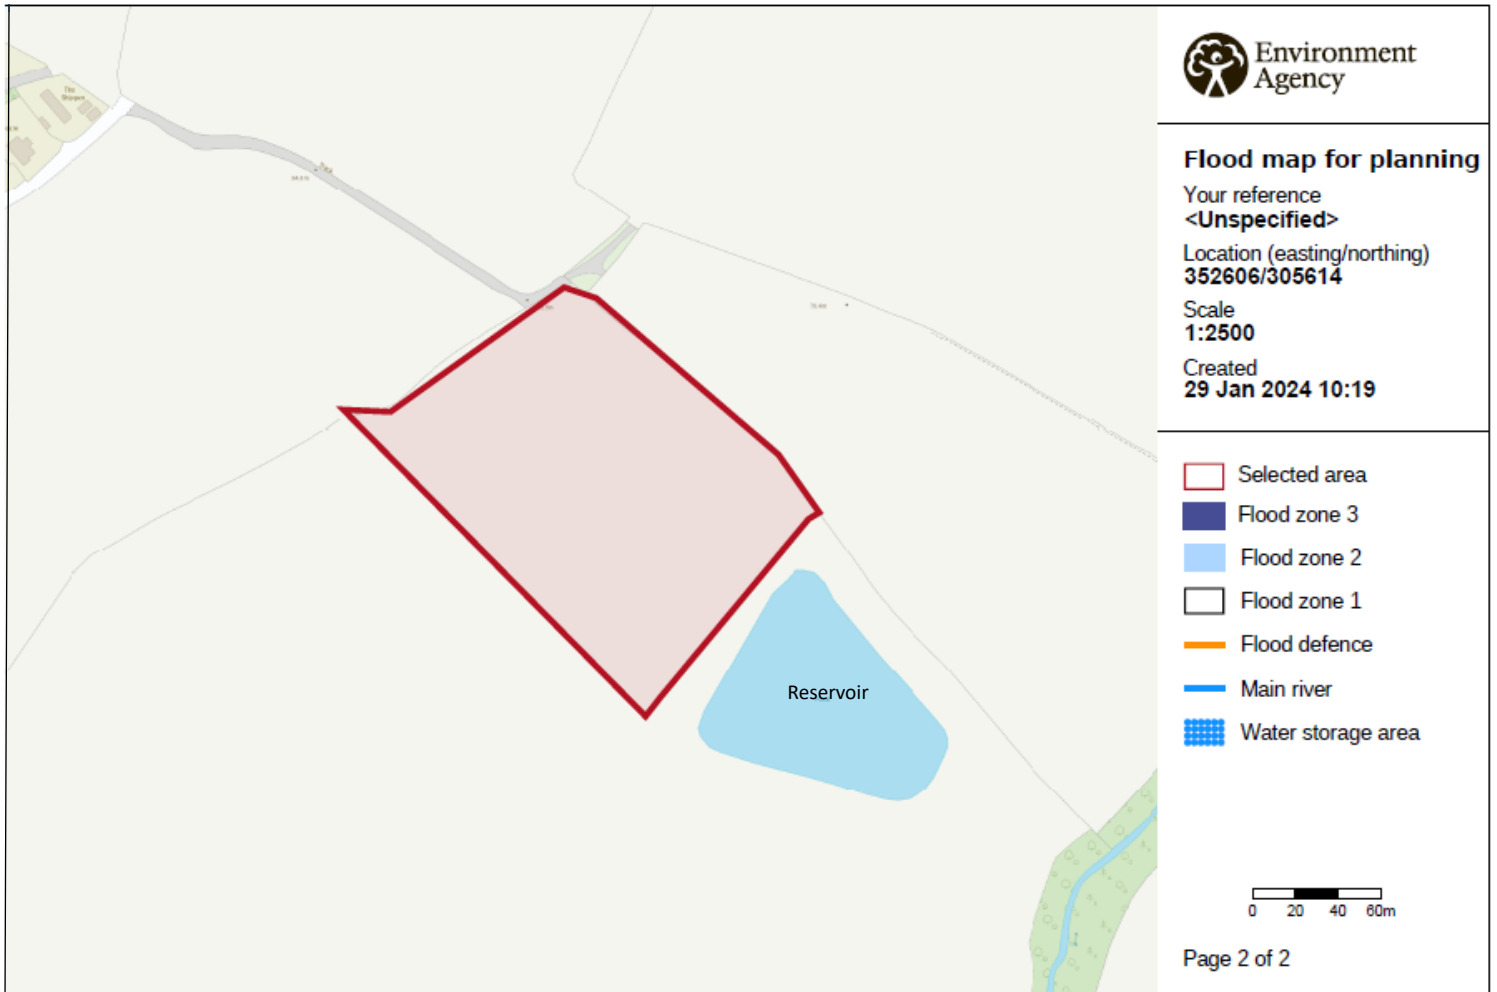 Environment
Agency
Flood map for planning
Your reference
<Unspecified>
Location (easting/northing)
352606/305614
Scale
1:2500
Created
29 Jan 2024 10:19
Selected area
Flood zone 3
Flood zone 2
Flood zone 1
Flood defence
Main river
Water storage area
0 20 40 60m
Page 2 of 2
The
Reservoir